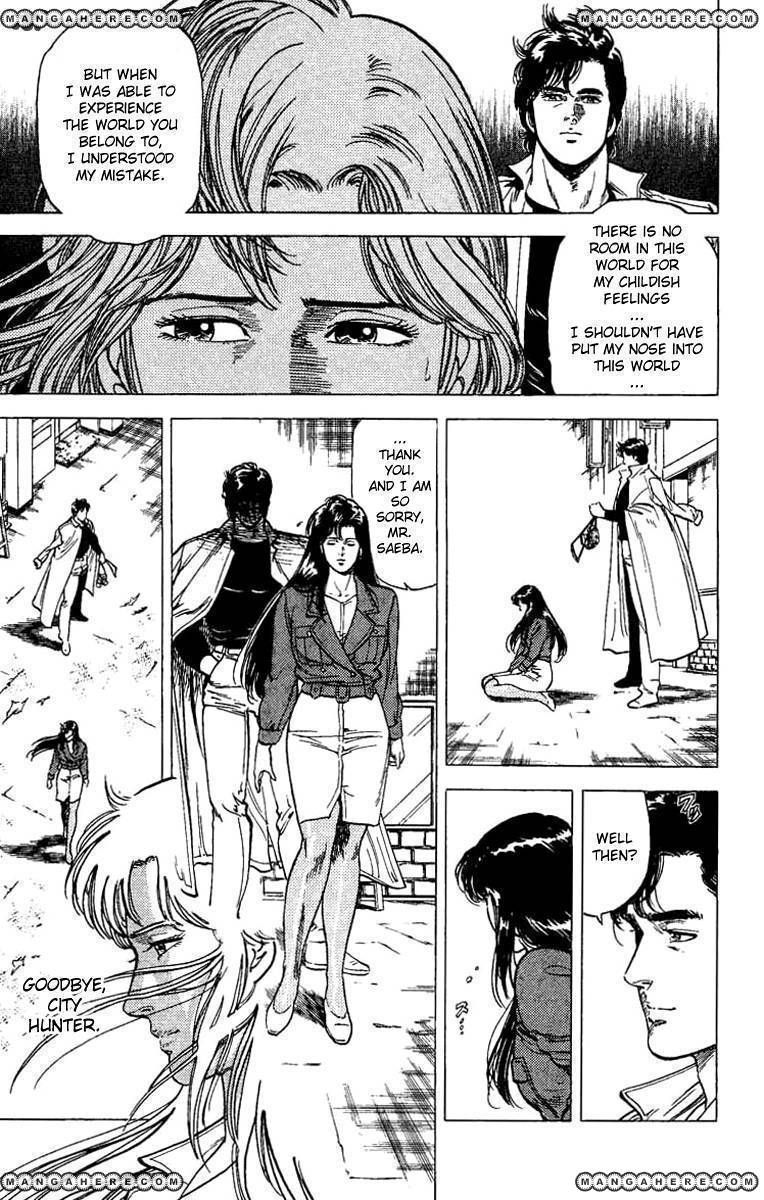 MANGAHERE.COM
MANGAHERE.COM
BUT WHEN
I WAS ABLE TO
EXPERIENCE
THE WORLD YOU
BELONG TO,
I UNDERSTOOD
MY MISTAKE.
THERE IS NO
ROOM IN THIS
WORLD FOR
MY CHILDISH
FEELINGS
...
I SHOULDN'T HAVE
PUT MY NOSE INTO
THIS WORLD
...
WELL
THEN?
ス...
...
THANK
YOU.
AND I AM
SO
SORRY,
MR.
SAEBA.
GOODBYE,
CITY
HUNTER.
MANGAHERE.COM
MANGAHERE.COM